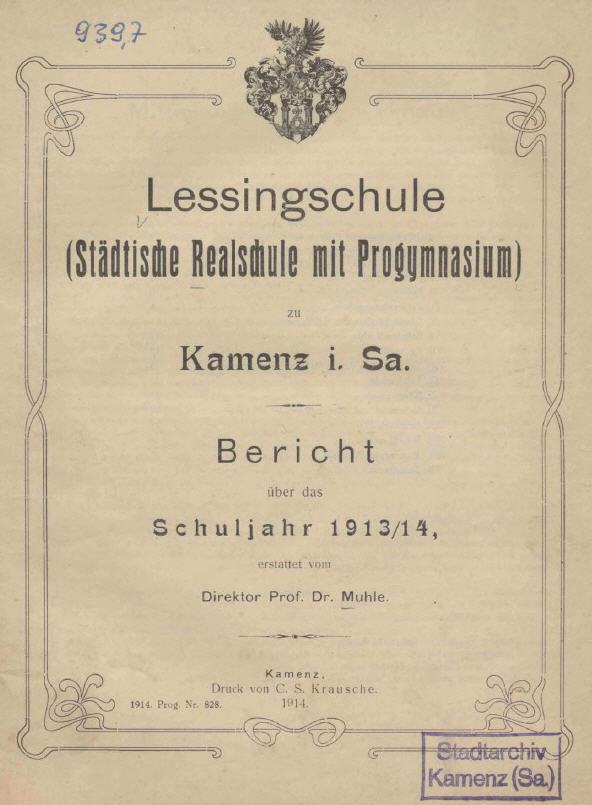 939,7
Lessingschule
(Städtische Realschule mit Progymnasium)
zu
Kamenz i. Sa.
Bericht
über das
Schuljahr 1913/14,
erstattet vom
Direktor Prof. Dr. Muhle.
Kamenz,
Druck von C. S. Krausche.
1914. Prog. Nr. 828.
1914.
Stadtarchiv
Kamenz (Sa.)